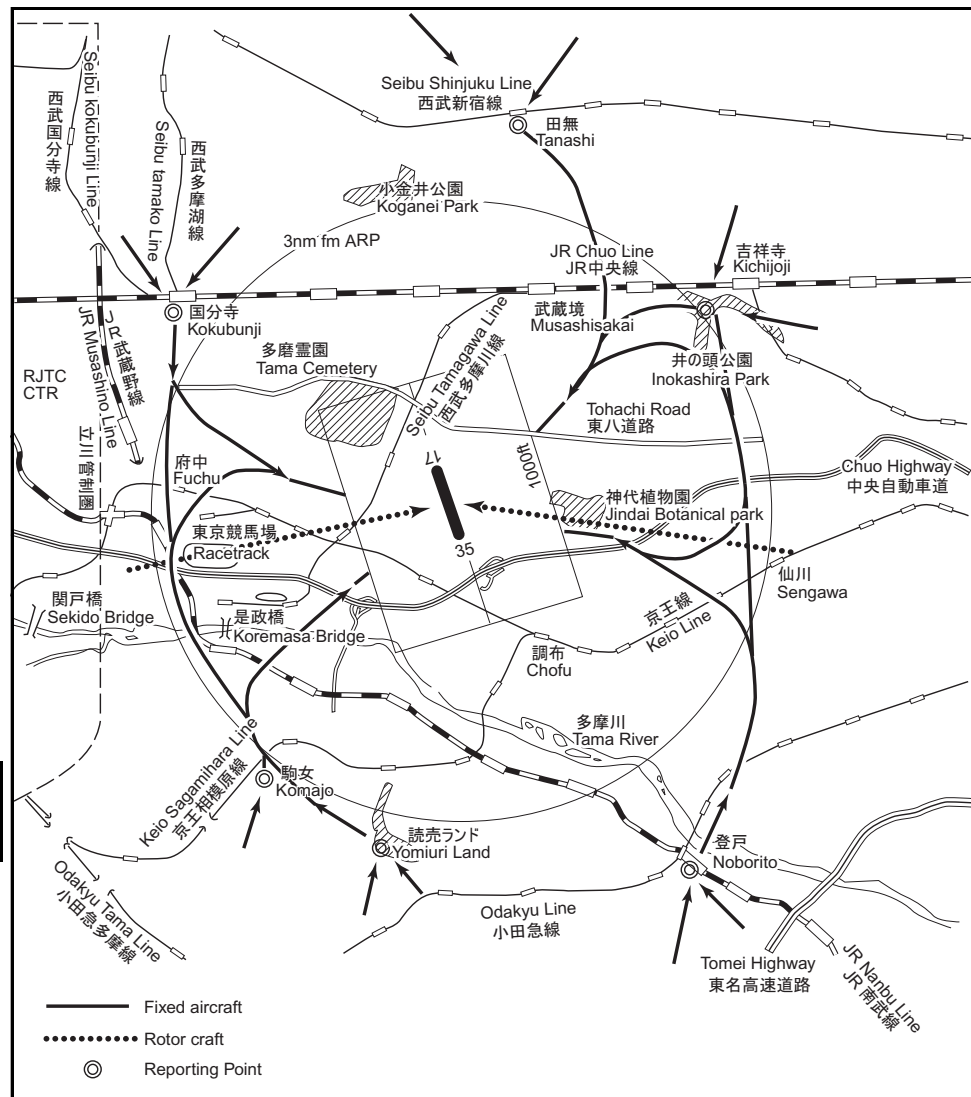 Seibu Shinjuku Line
西武新宿線
田無
Tanashi
西武国分寺線
Seibu kokubunji Line
Seibu tamako Line
西武多摩湖線
小金井公園
Koganei Park
3nm fm ARP
JR Chuo Line
JR中央線
吉祥寺
Kichijoji
国分寺
Kokubunji
武蔵境
Musashisakai
井の頭公園
Inokashira Park
JR武蔵野線
JR Musashino Line
RJTC
CTR
立川管制圏
多磨霊園
Tama Cemetery
Seibu Tamagawa Line
西武多摩川線
Tohachi Road
東八道路
Chuo Highway
中央自動車道
府中
Fuchu
17
35
1000ft
神代植物園
Jindai Botanical park
東京競馬場
Racetrack
仙川
Sengawa
関戸橋
Sekido Bridge
是政橋
Koremasa Bridge
京王線
Keio Line
調布
Chofu
多摩川
Tama River
Keio Sagamihara Line
京王相模原線
駒女
Komajo
読売ランド
Yomiuri Land
登戸
Noborito
Odakyu Tama Line
小田急多摩線
Odakyu Line
小田急線
Tomei Highway
東名高速道路
JR Nanbu Line
JR 南武線
Fixed aircraft
Rotor craft
Reporting Point